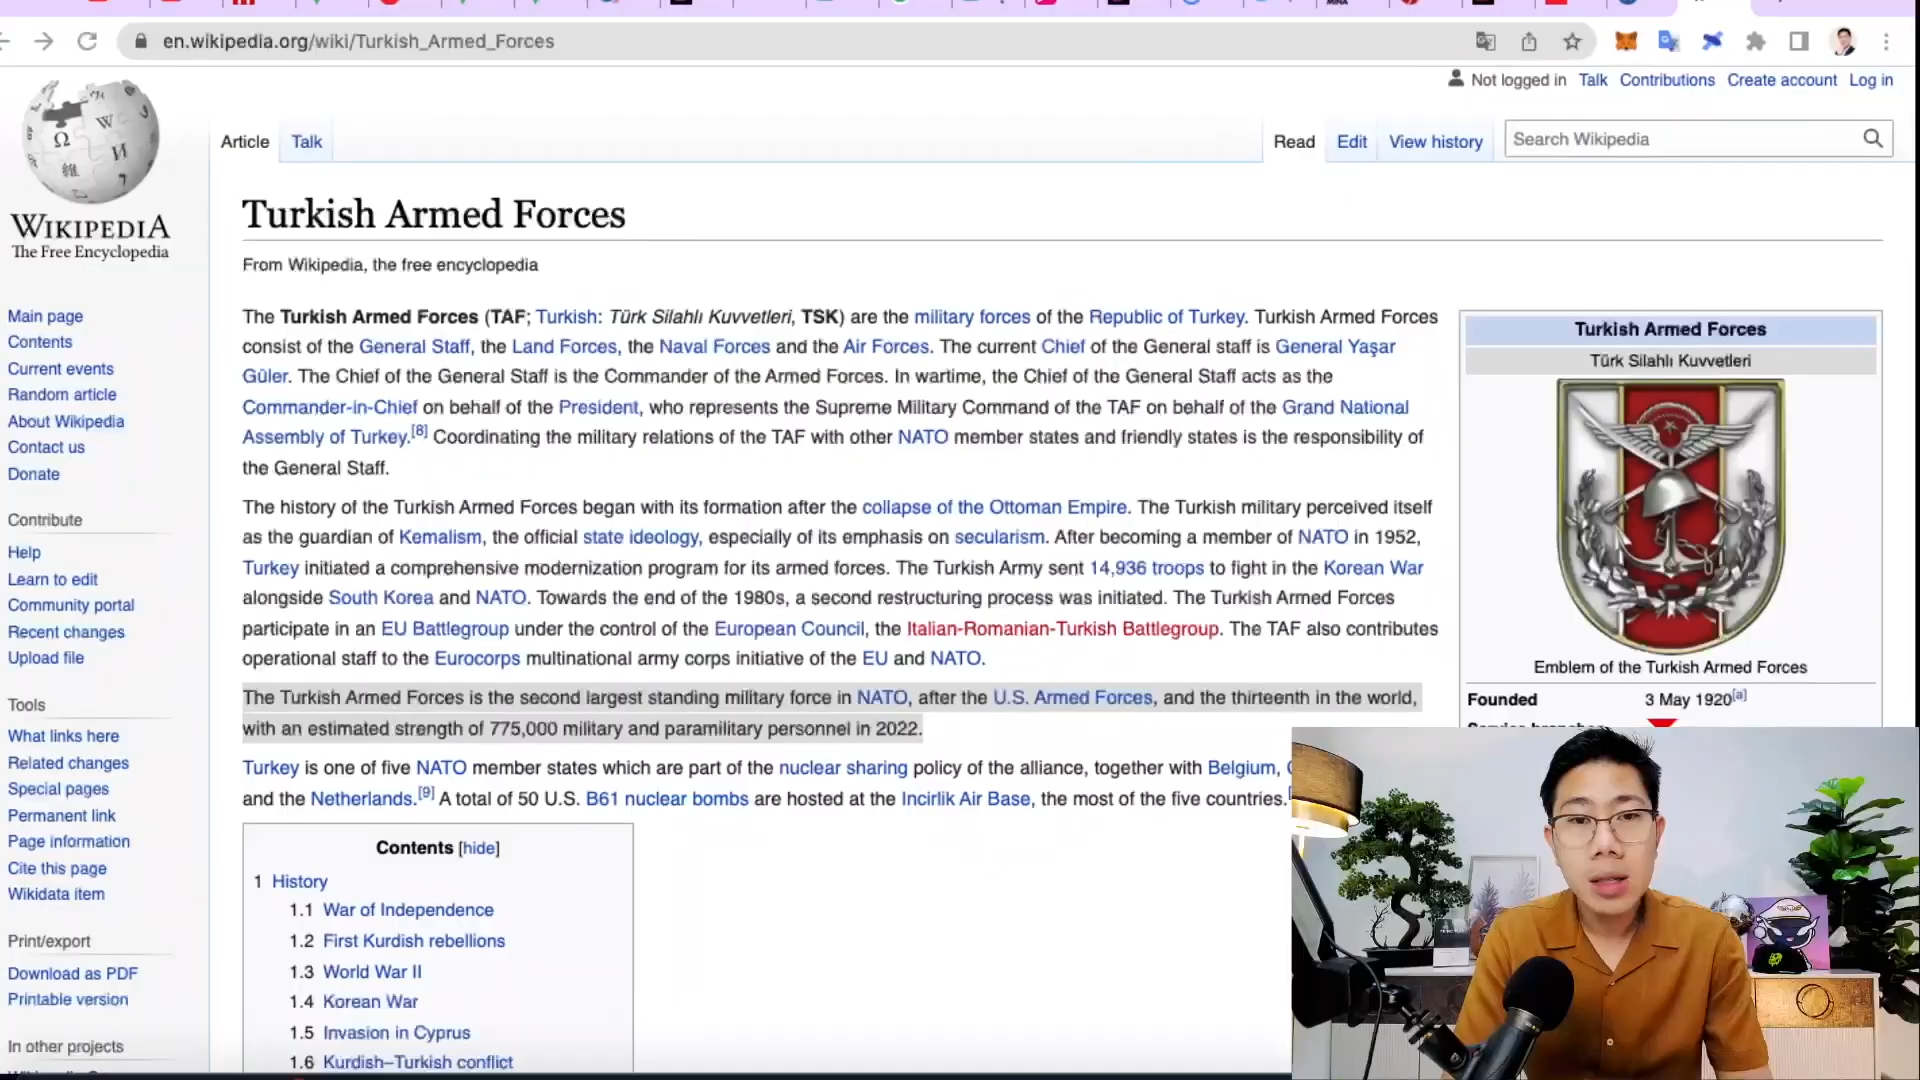 en.wikipedia.org/wiki/Turkish_Armed_Forces
Not logged in Talk Contributions Create account Log in
Article Talk Read Edit View history Search Wikipedia
WIKIPEDIA
The Free Encyclopedia
Turkish Armed Forces
From Wikipedia, the free encyclopedia
The Turkish Armed Forces (TAF; Turkish: Türk Silahlı Kuvvetleri, TSK) are the military forces of the Republic of Turkey. Turkish Armed Forces
consist of the General Staff, the Land Forces, the Naval Forces and the Air Forces. The current Chief of the General staff is General Yaşar
Güler. The Chief of the General Staff is the Commander of the Armed Forces. In wartime, the Chief of the General Staff acts as the
Commander-in-Chief on behalf of the President, who represents the Supreme Military Command of the TAF on behalf of the Grand National
Assembly of Turkey.[8] Coordinating the military relations of the TAF with other NATO member states and friendly states is the responsibility of
the General Staff.
The history of the Turkish Armed Forces began with its formation after the collapse of the Ottoman Empire. The Turkish military perceived itself
as the guardian of Kemalism, the official state ideology, especially of its emphasis on secularism. After becoming a member of NATO in 1952,
Turkey initiated a comprehensive modernization program for its armed forces. The Turkish Army sent 14,936 troops to fight in the Korean War
alongside South Korea and NATO. Towards the end of the 1980s, a second restructuring process was initiated. The Turkish Armed Forces
participate in an EU Battlegroup under the control of the European Council, the Italian-Romanian-Turkish Battlegroup. The TAF also contributes
operational staff to the Eurocorps multinational army corps initiative of the EU and NATO.
The Turkish Armed Forces is the second largest standing military force in NATO, after the U.S. Armed Forces, and the thirteenth in the world,
with an estimated strength of 775,000 military and paramilitary personnel in 2022.
Turkey is one of five NATO member states which are part of the nuclear sharing policy of the alliance, together with Belgium,
and the Netherlands.[9] A total of 50 U.S. B61 nuclear bombs are hosted at the Incirlik Air Base, the most of the five countries.
Contents [hide]
1 History
1.1 War of Independence
1.2 First Kurdish rebellions
1.3 World War II
1.4 Korean War
1.5 Invasion in Cyprus
1.6 Kurdish–Turkish conflict
Turkish Armed Forces
Türk Silahlı Kuvvetleri
Emblem of the Turkish Armed Forces
Founded 3 May 1920[a]
Main page
Contents
Current events
Random article
About Wikipedia
Contact us
Donate
Contribute
Help
Learn to edit
Community portal
Recent changes
Upload file
Tools
What links here
Related changes
Special pages
Permanent link
Page information
Cite this page
Wikidata item
Print/export
Download as PDF
Printable version
In other projects